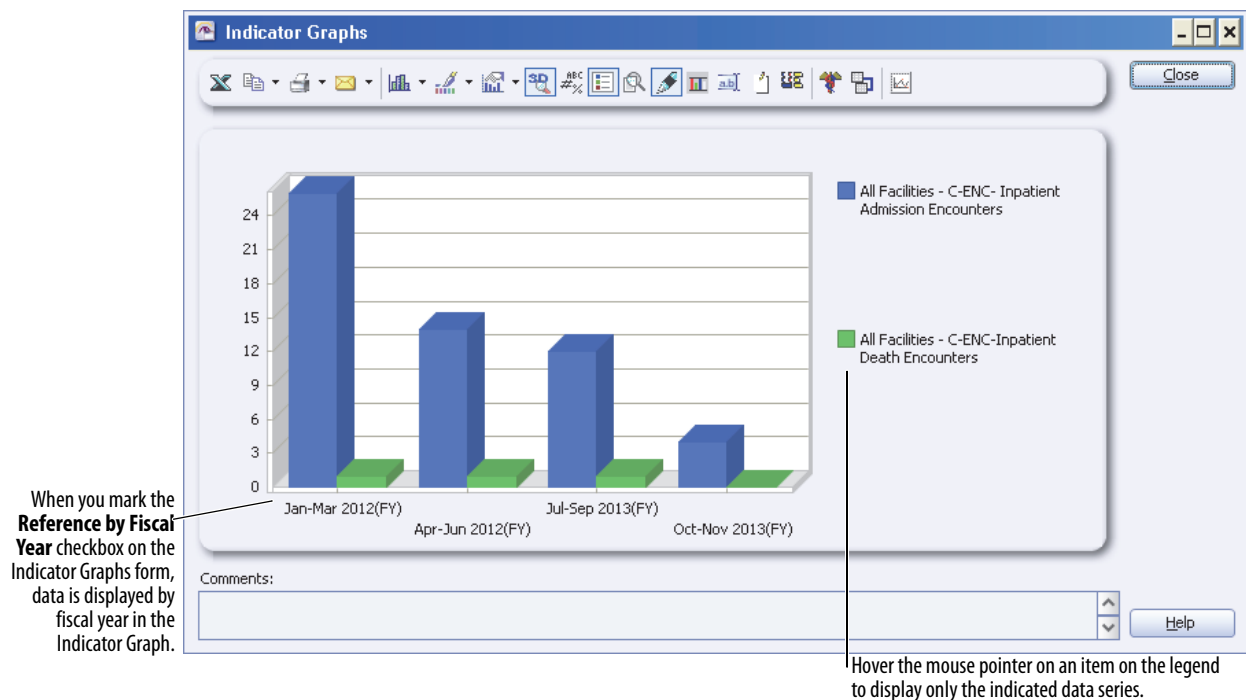 Indicator Graphs
3D
ABC
#%
a.b
Close
24
21
18
15
12
9
6
3
0
Jan-Mar 2012(FY)
Apr-Jun 2012(FY)
Jul-Sep 2013(FY)
Oct-Nov 2013(FY)
All Facilities - C-ENC- Inpatient
Admission Encounters
All Facilities - C-ENC-Inpatient
Death Encounters
When you mark the
Reference by Fiscal
Year checkbox on the
Indicator Graphs form,
data is displayed by
fiscal year in the
Indicator Graph.
Comments:
Help
Hover the mouse pointer on an item on the legend
to display only the indicated data series.